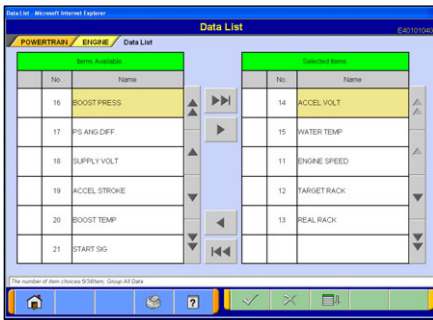 Data List - Microsoft Internet Explorer
Data List
E40101040
POWERTRAIN ENGINE Data List
Items Available
No. Name
16 BOOST PRESS
17 PS ANG.DIFF.
18 SUPPLY VOLT
19 ACCEL STROKE
20 BOOST TEMP
21 START SIG
Selected Items
No. Name
14 ACCEL VOLT
15 WATER TEMP
11 ENGINE SPEED
12 TARGET RACK
13 REAL RACK
The number of item choices 5/34Item, Group All Data
?